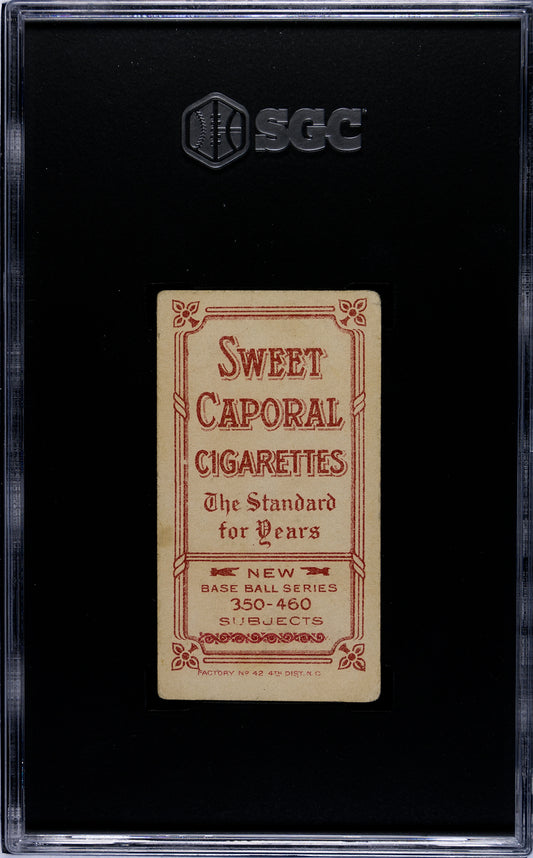 SGC
SWEET
CAPORAL
CIGARETTES
The Standard
for Years
NEW
BASE BALL SERIES
350-460
SUBJECTS
FACTORY Nº 42 4TH DIST. N.C.